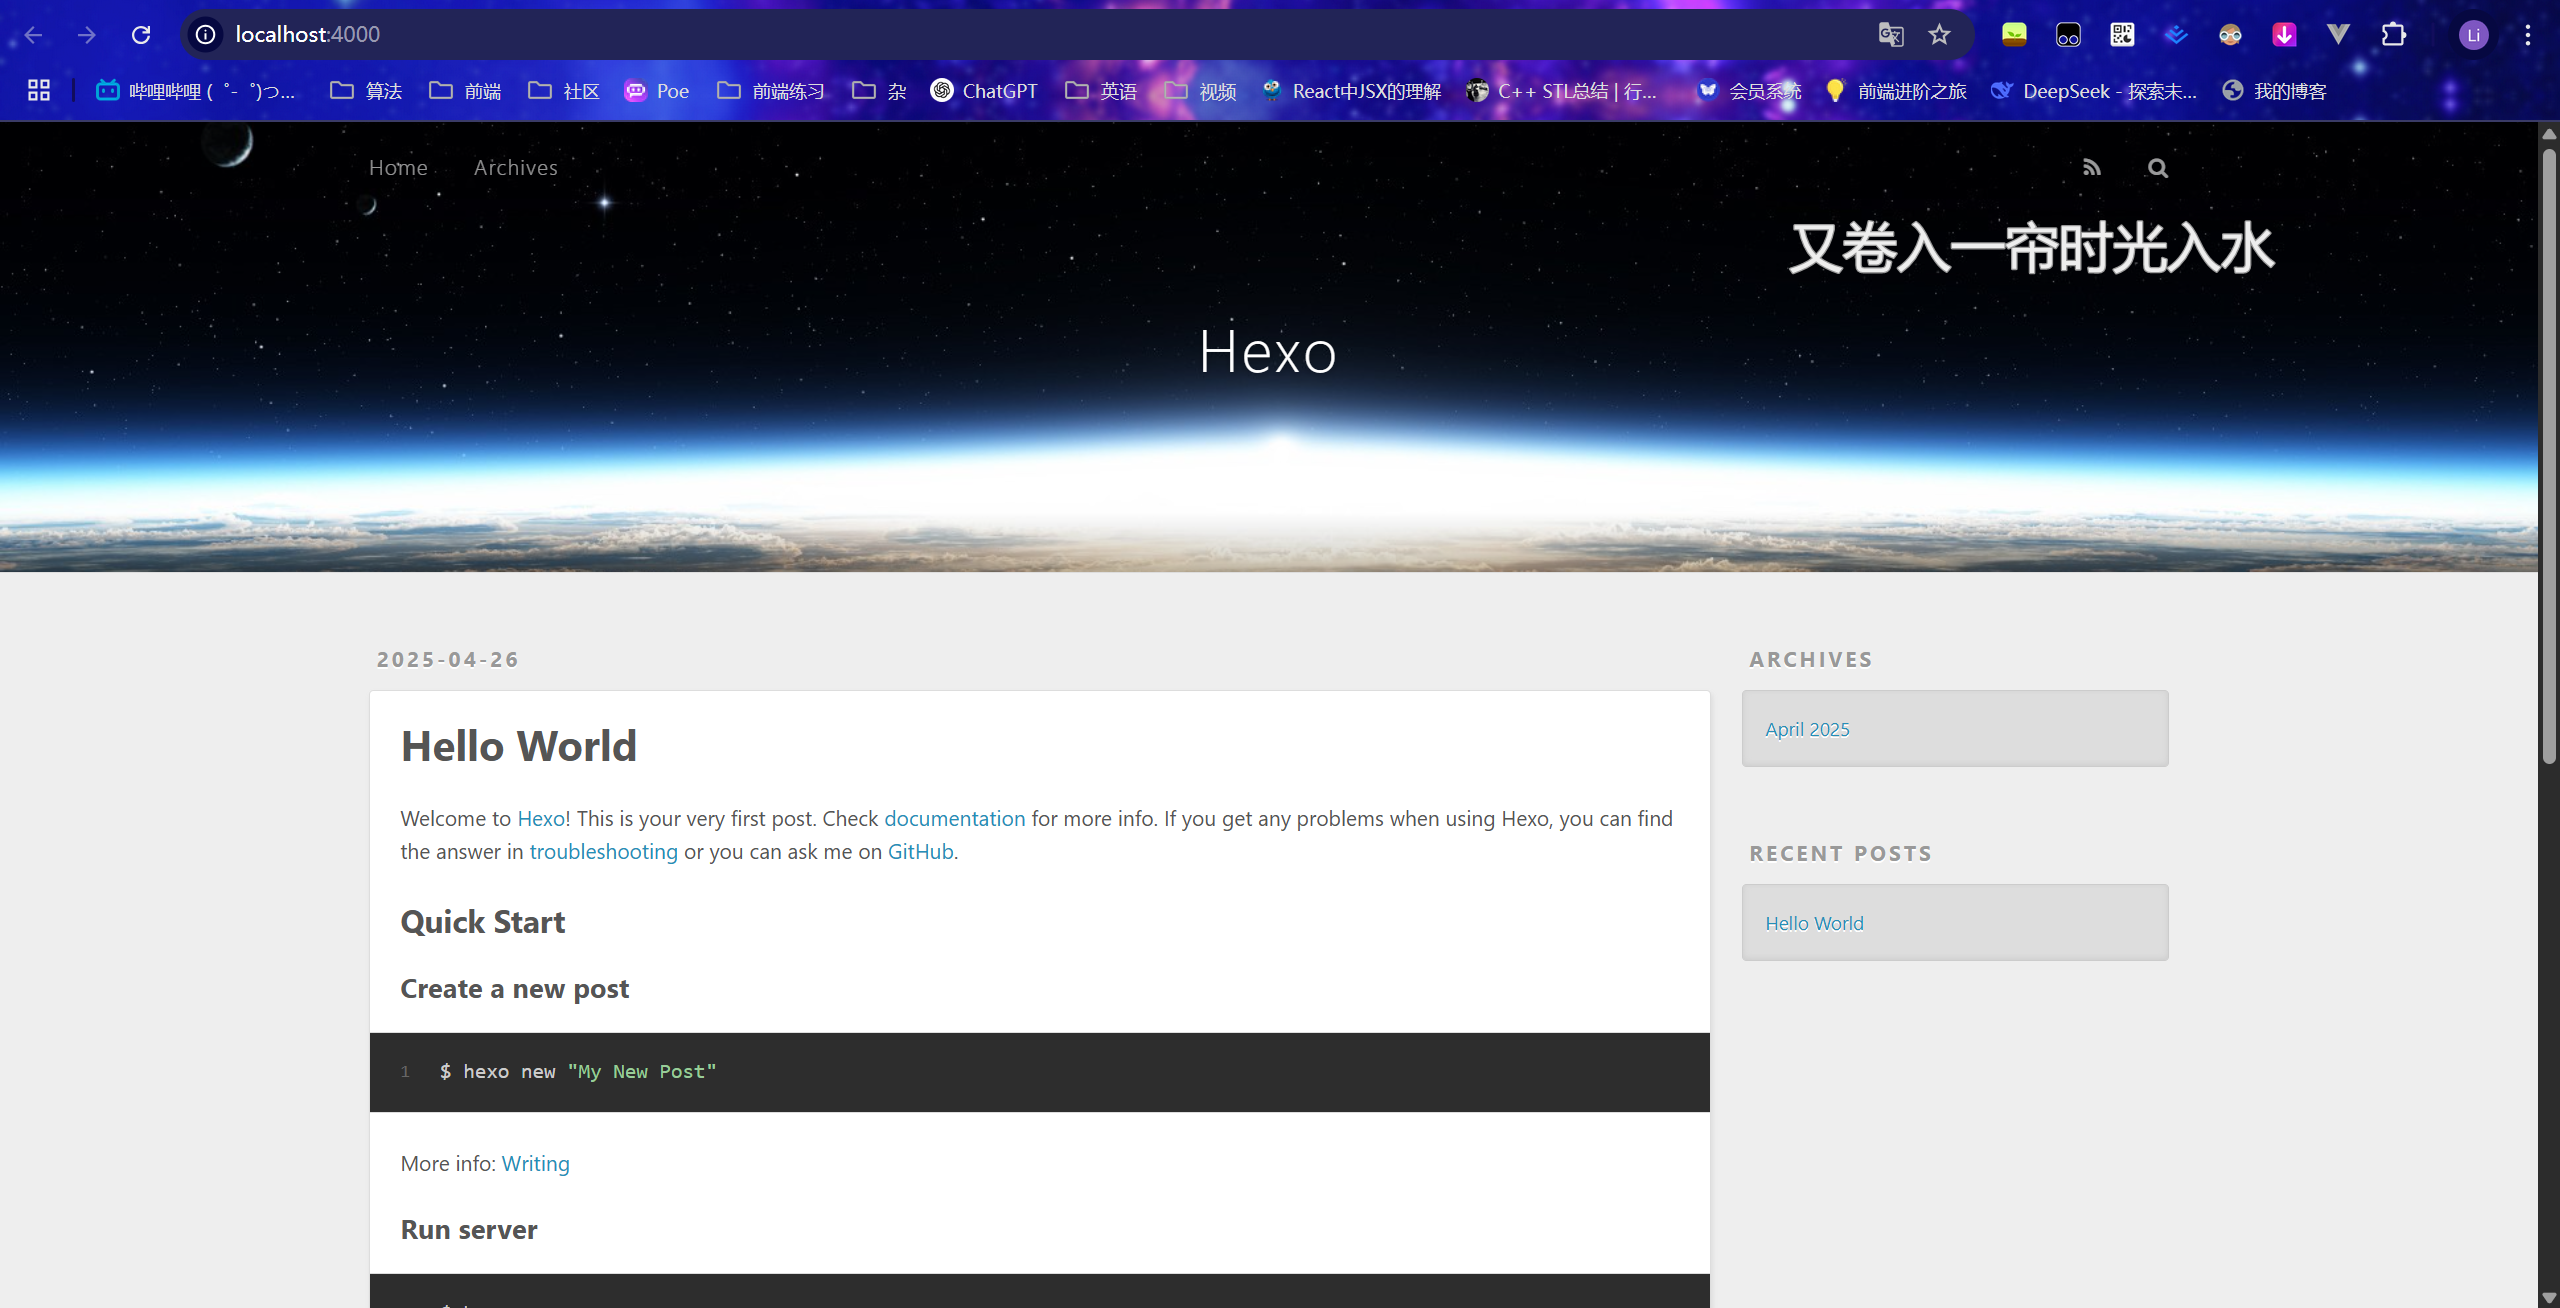 localhost:4000
Li
哔哩哔哩 (゜-゜)つ...
算法
前端
社区
Poe
前端练习
杂
ChatGPT
英语
视频
React中JSX的理解
C++ STL总结 | 行...
会员系统
前端进阶之旅
DeepSeek - 探索未...
我的博客
Home
Archives
又卷入一帘时光入水
Hexo
2025-04-26
Hello World
Welcome to Hexo! This is your very first post. Check documentation for more info. If you get any problems when using Hexo, you can find
the answer in troubleshooting or you can ask me on GitHub.
Quick Start
Create a new post
1 $ hexo new "My New Post"
More info: Writing
Run server
ARCHIVES
April 2025
RECENT POSTS
Hello World